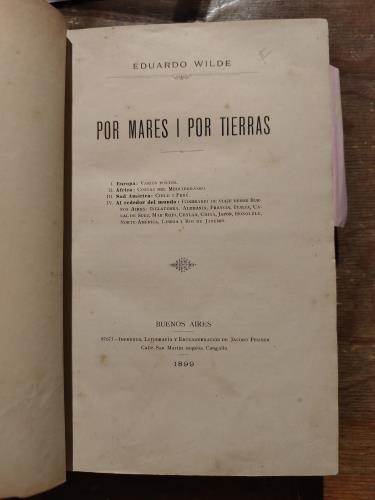 EDUARDO WILDE
POR MARES I POR TIERRAS
I. Europa: VARIOS PUNTOS.
II. África: COSTAS DEL MEDITERRÁNEO.
III. Sud América: CHILE I PERÚ.
IV. Al rededor del mundo: ITINERARIO DE VIAJE DESDE BUE-
NOS AIRES: INGLATERRA, ALEMANIA, FRANCIA, ITALIA, CA-
NAL DE SUEZ, MAR ROJO, CEYLAN, CHINA, JAPÓN, HONOLULU,
NORTE-AMÉRICA, LISBOA I RIO DE JANEIRO.
BUENOS AIRES
IMPRENTA, LITOGRAFÍA Y ENCUADERNACIÓN DE JACOBO PEUSER
Calle San Martín esquina Cangallo
1899